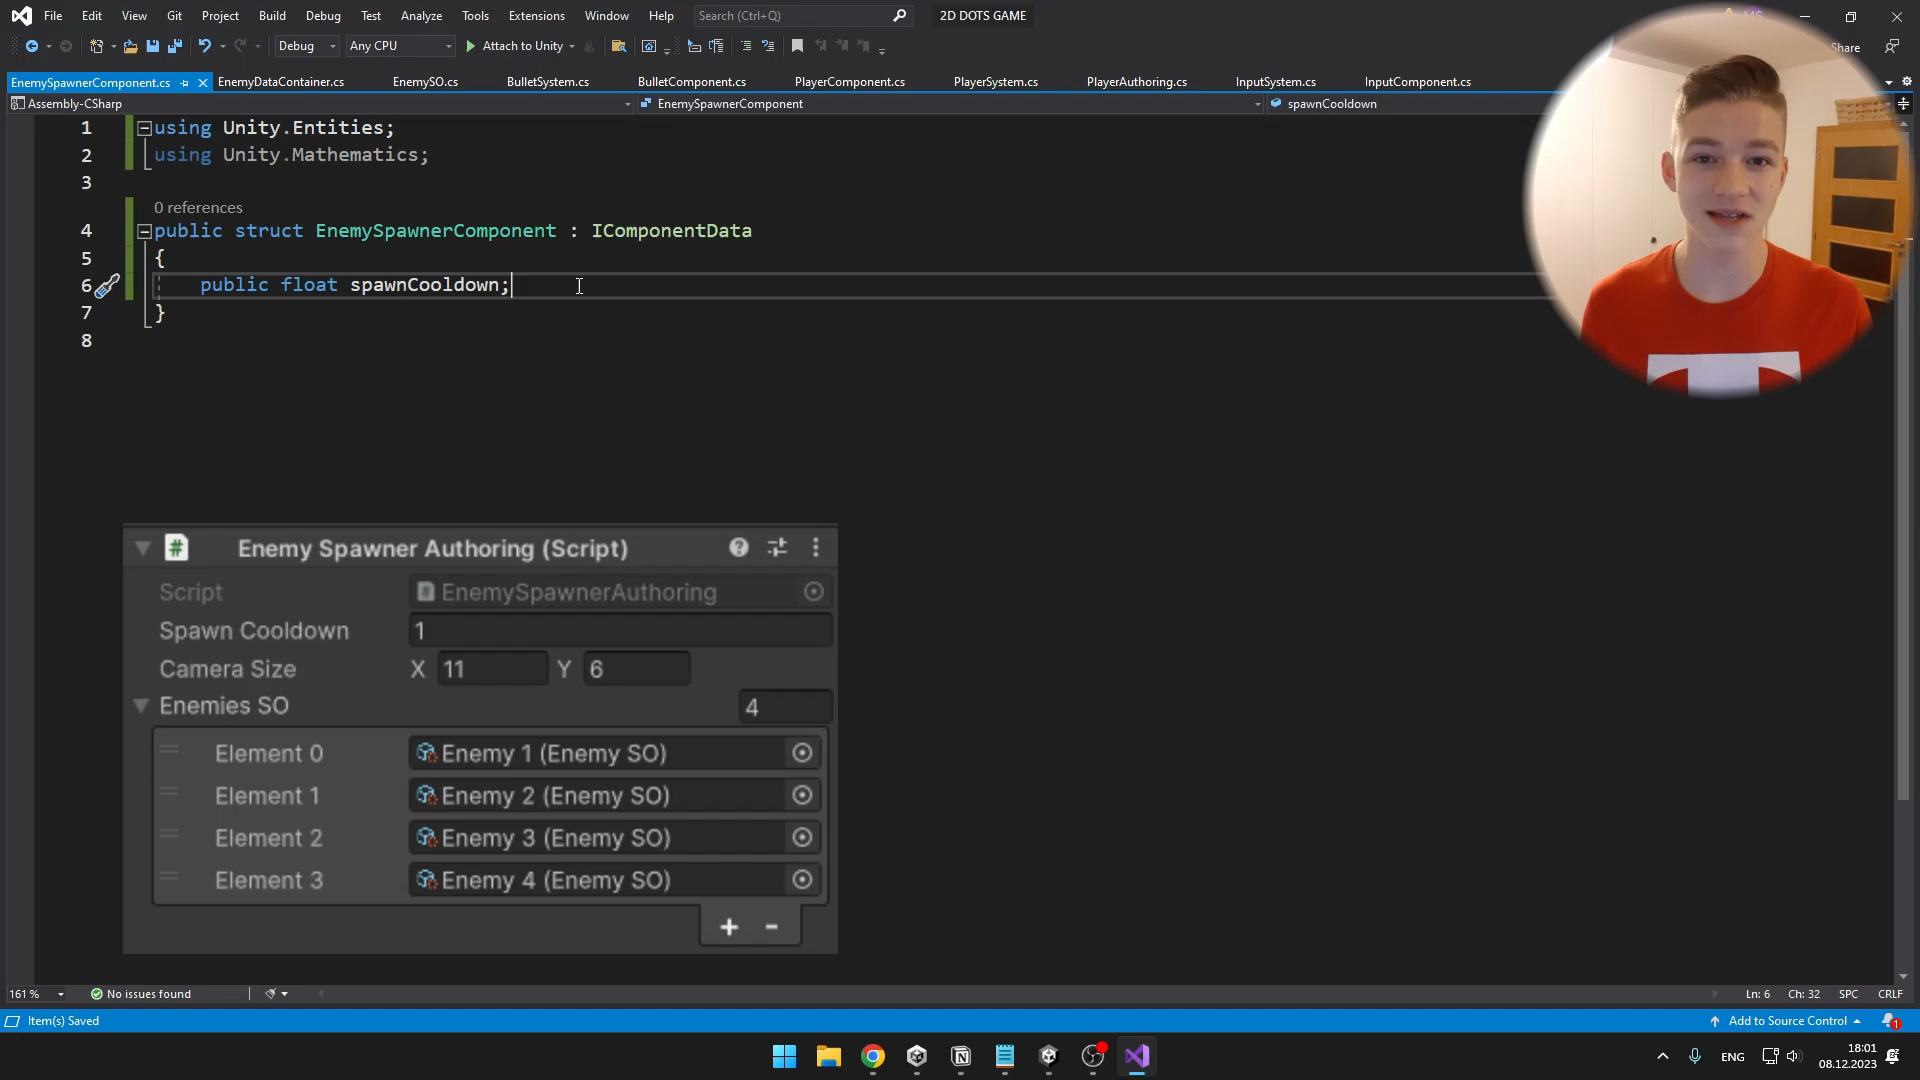 File Edit View Git Project Build Debug Test Analyze Tools Extensions Window Help Search (Ctrl+Q) 2D DOTS GAME
Debug Any CPU Attach to Unity Share
EnemySpawnerComponent.cs EnemyDataContainer.cs EnemySO.cs BulletSystem.cs BulletComponent.cs PlayerComponent.cs PlayerSystem.cs PlayerAuthoring.cs InputSystem.cs InputComponent.cs
Assembly-CSharp EnemySpawnerComponent spawnCooldown
1 using Unity.Entities;
2 using Unity.Mathematics;
3
0 references
4 public struct EnemySpawnerComponent : IComponentData
5 {
6 public float spawnCooldown;
7 }
8
Enemy Spawner Authoring (Script)
Script EnemySpawnerAuthoring
Spawn Cooldown 1
Camera Size X 11 Y 6
Enemies SO 4
Element 0 Enemy 1 (Enemy SO)
Element 1 Enemy 2 (Enemy SO)
Element 2 Enemy 3 (Enemy SO)
Element 3 Enemy 4 (Enemy SO)
+ -
161 % No issues found Ln: 6 Ch: 32 SPC CRLF
Item(s) Saved Add to Source Control 1
ENG 18:01
08.12.2023